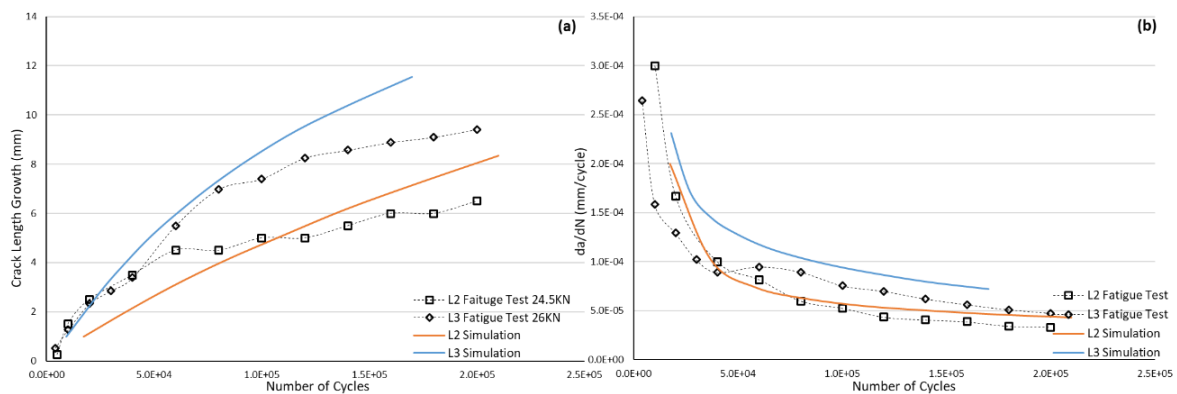 (a)
Crack Length Growth (mm)
14
12
10
8
6
4
2
0
0.0E+00
5.0E+04
1.0E+05
1.5E+05
2.0E+05
2.5E+05
Number of Cycles
L2 Faituge Test 24.5KN
L3 Fatigue Test 26KN
L2 Simulation
L3 Simulation
(b)
da/dN (mm/cycle)
3.5E-04
3.0E-04
2.5E-04
2.0E-04
1.5E-04
1.0E-04
5.0E-05
0.0E+00
0.0E+00
5.0E+04
1.0E+05
1.5E+05
2.0E+05
2.5E+05
Number of Cycles
L2 Fatigue Test
L3 Fatigue Test
L2 Simulation
L3 Simulation